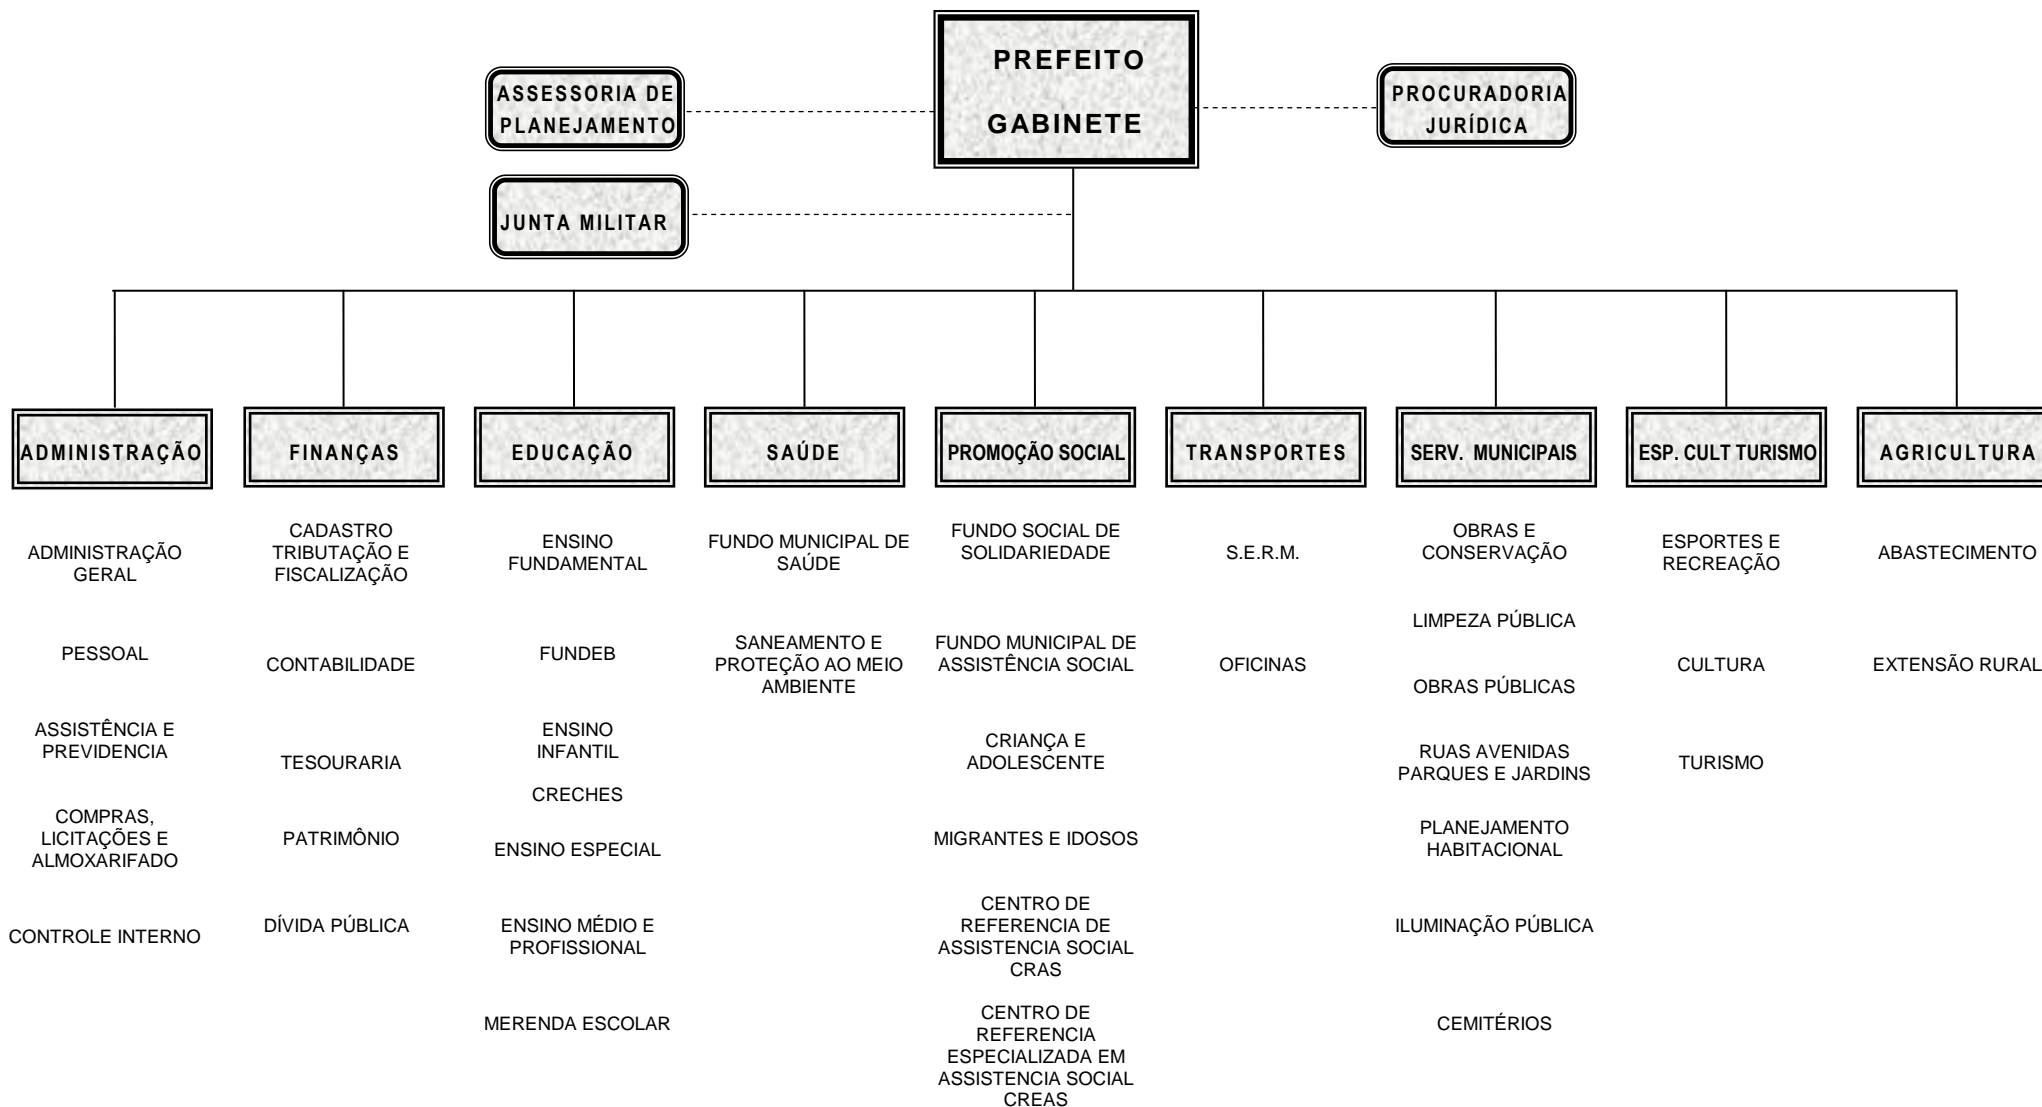 PREFEITO
GABINETE
ASSESSORIA DE
PLANEJAMENTO
PROCURADORIA
JURÍDICA
JUNTA MILITAR
ADMINISTRAÇÃO
FINANÇAS
EDUCAÇÃO
SAÚDE
PROMOÇÃO SOCIAL
TRANSPORTES
SERV. MUNICIPAIS
ESP. CULT TURISMO
AGRICULTURA
ADMINISTRAÇÃO
GERAL
PESSOAL
ASSISTÊNCIA E
PREVIDENCIA
COMPRAS,
LICITAÇÕES E
ALMOXARIFADO
CONTROLE INTERNO
CADASTRO
TRIBUTAÇÃO E
FISCALIZAÇÃO
CONTABILIDADE
TESOURARIA
PATRIMÔNIO
DÍVIDA PÚBLICA
ENSINO
FUNDAMENTAL
FUNDEB
ENSINO
INFANTIL
CRECHES
ENSINO ESPECIAL
ENSINO MÉDIO E
PROFISSIONAL
MERENDA ESCOLAR
FUNDO MUNICIPAL DE
SAÚDE
SANEAMENTO E
PROTEÇÃO AO MEIO
AMBIENTE
FUNDO SOCIAL DE
SOLIDARIEDADE
FUNDO MUNICIPAL DE
ASSISTÊNCIA SOCIAL
CRIANÇA E
ADOLESCENTE
MIGRANTES E IDOSOS
CENTRO DE
REFERENCIA DE
ASSISTENCIA SOCIAL
CRAS
CENTRO DE
REFERENCIA
ESPECIALIZADA EM
ASSISTENCIA SOCIAL
CREAS
S.E.R.M.
OFICINAS
OBRAS E
CONSERVAÇÃO
LIMPEZA PÚBLICA
OBRAS PÚBLICAS
RUAS AVENIDAS
PARQUES E JARDINS
PLANEJAMENTO
HABITACIONAL
ILUMINAÇÃO PÚBLICA
CEMITÉRIOS
ESPORTES E
RECREAÇÃO
CULTURA
TURISMO
ABASTECIMENTO
EXTENSÃO RURAL